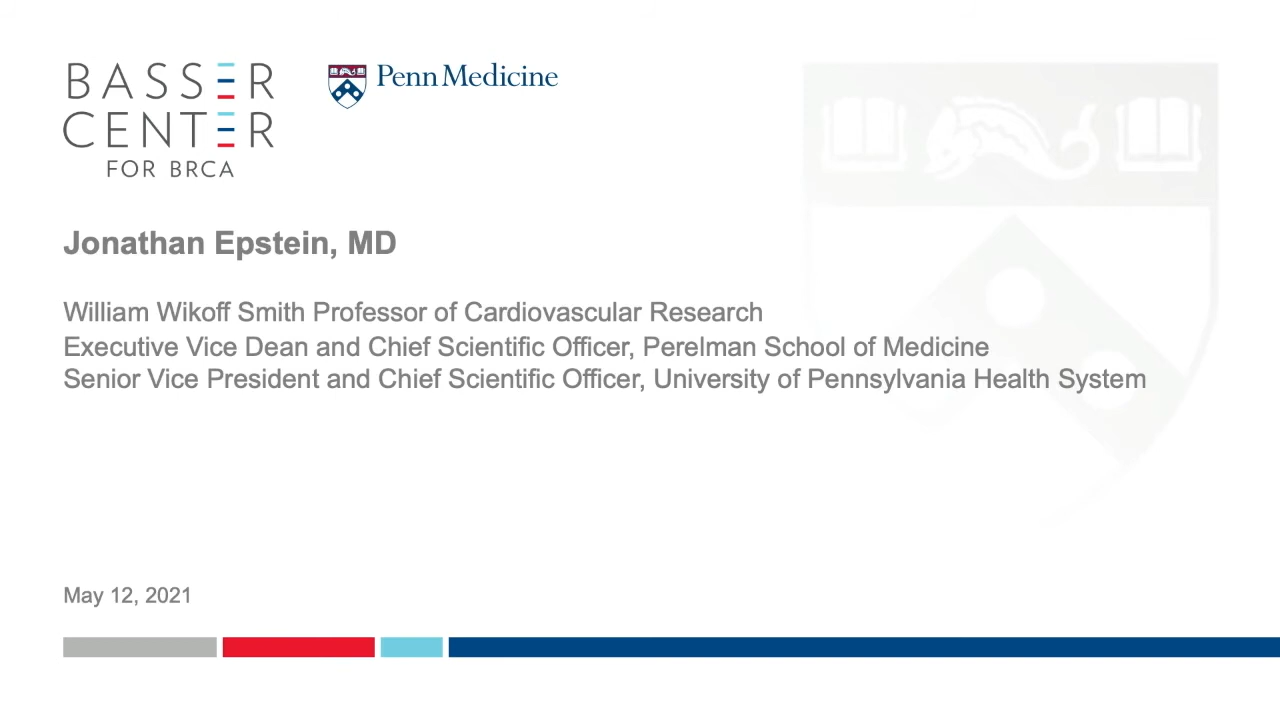 BASSER
CENTER
FOR BRCA
Penn Medicine
Jonathan Epstein, MD
William Wikoff Smith Professor of Cardiovascular Research
Executive Vice Dean and Chief Scientific Officer, Perelman School of Medicine
Senior Vice President and Chief Scientific Officer, University of Pennsylvania Health System
May 12, 2021